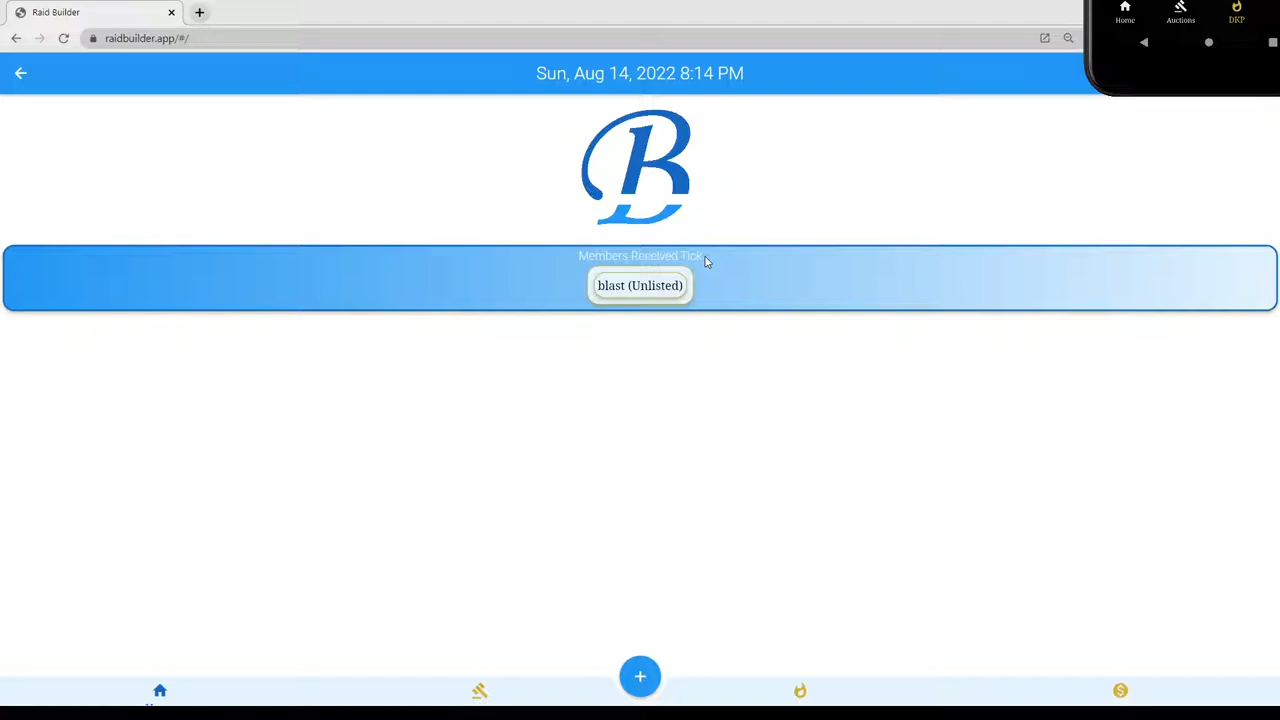 Raid Builder
raidbuilder.app/#/
Home
Auctions
DKP
Sun, Aug 14, 2022 8:14 PM
B
Members Received Tick
blast (Unlisted)